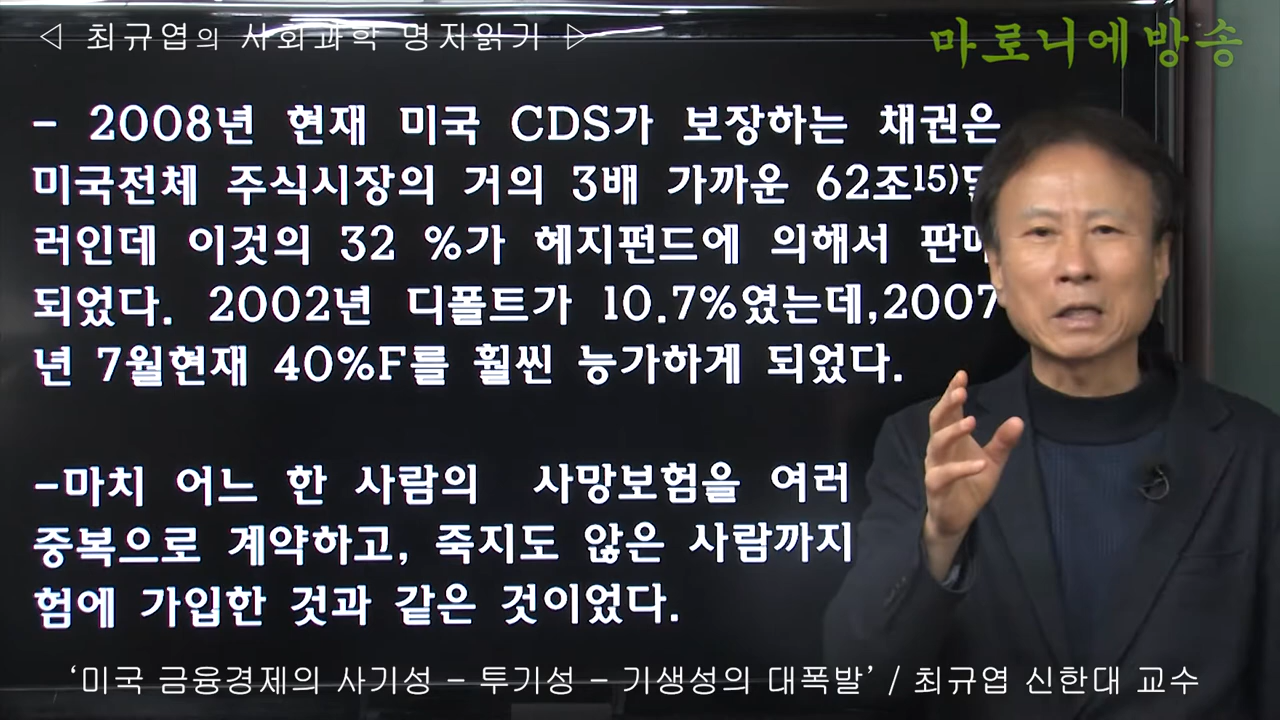 ◁ 최규엽의 사회과학 명저읽기 ▷
마로니에방송
- 2008년 현재 미국 CDS가 보장하는 채권은
미국전체 주식시장의 거의 3배 가까운 62조15)
러인데 이것의 32 %가 헤지펀드에 의해서
되었다. 2002년 디폴트가 10.7%였는데,2007
년 7월현재 40%F를 훨씬 능가하게 되었다.
-마치 어느 한 사람의 사망보험을 여러
중복으로 계약하고, 죽지도 않은 사람까지
험에 가입한 것과 같은 것이었다.
‘미국 금융경제의 사기성 - 투기성 - 기생성의 대폭발’ / 최규엽 신한대 교수